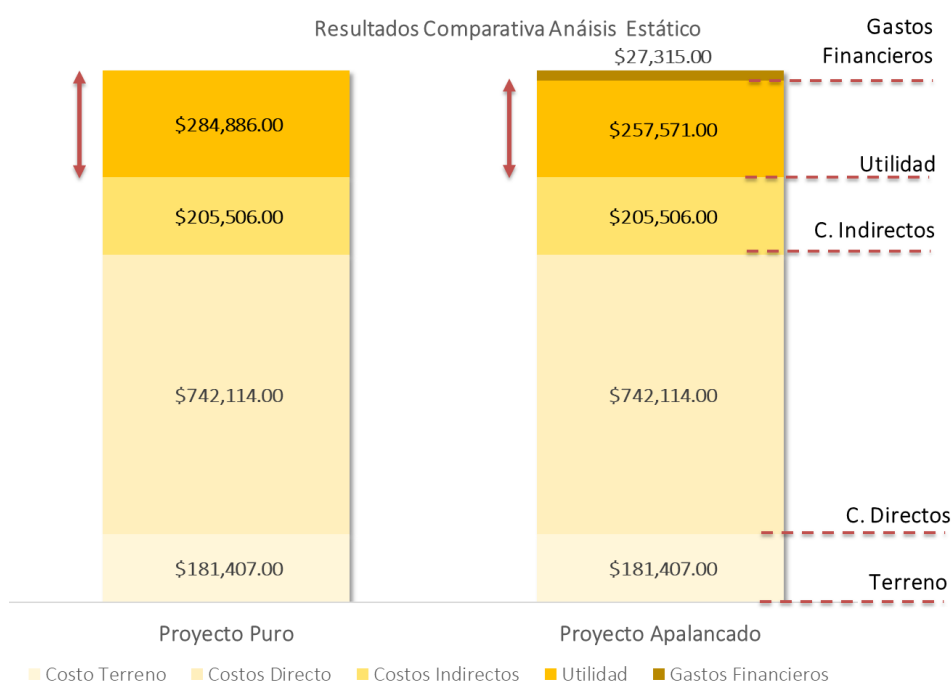 Resultados Comparativa Anáisis Estático
Gastos
Financieros
$27,315.00
$284,886.00
$257,571.00
Utilidad
$205,506.00
$205,506.00
C. Indirectos
$742,114.00
$742,114.00
C. Directos
$181,407.00
$181,407.00
Terreno
Proyecto Puro
Proyecto Apalancado
Costo Terreno
Costos Directo
Costos Indirectos
Utilidad
Gastos Financieros